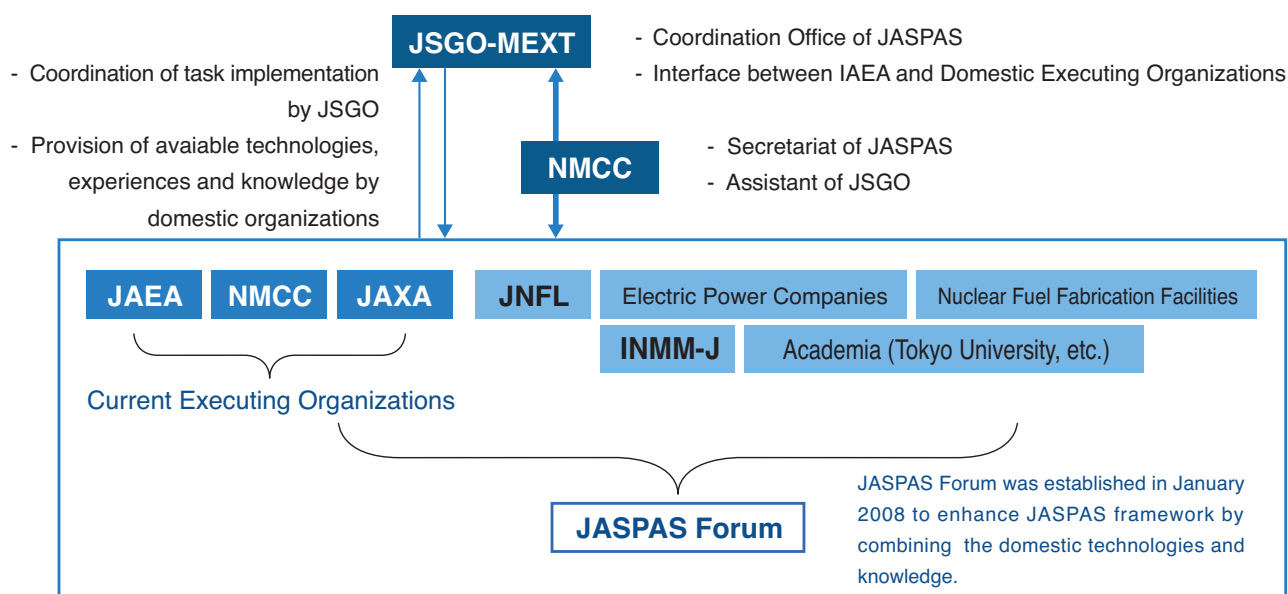 JSGO-MEXT
- Coordination Office of JASPAS
- Interface between IAEA and Domestic Executing Organizations
- Coordination of task implementation
by JSGO
- Provision of avaiable technologies,
experiences and knowledge by
domestic organizations
NMCC
- Secretariat of JASPAS
- Assistant of JSGO
JAEA
NMCC
JAXA
JNFL
Electric Power Companies
Nuclear Fuel Fabrication Facilities
INMM-J
Academia (Tokyo University, etc.)
Current Executing Organizations
JASPAS Forum
JASPAS Forum was established in January
2008 to enhance JASPAS framework by
combining the domestic technologies and
knowledge.